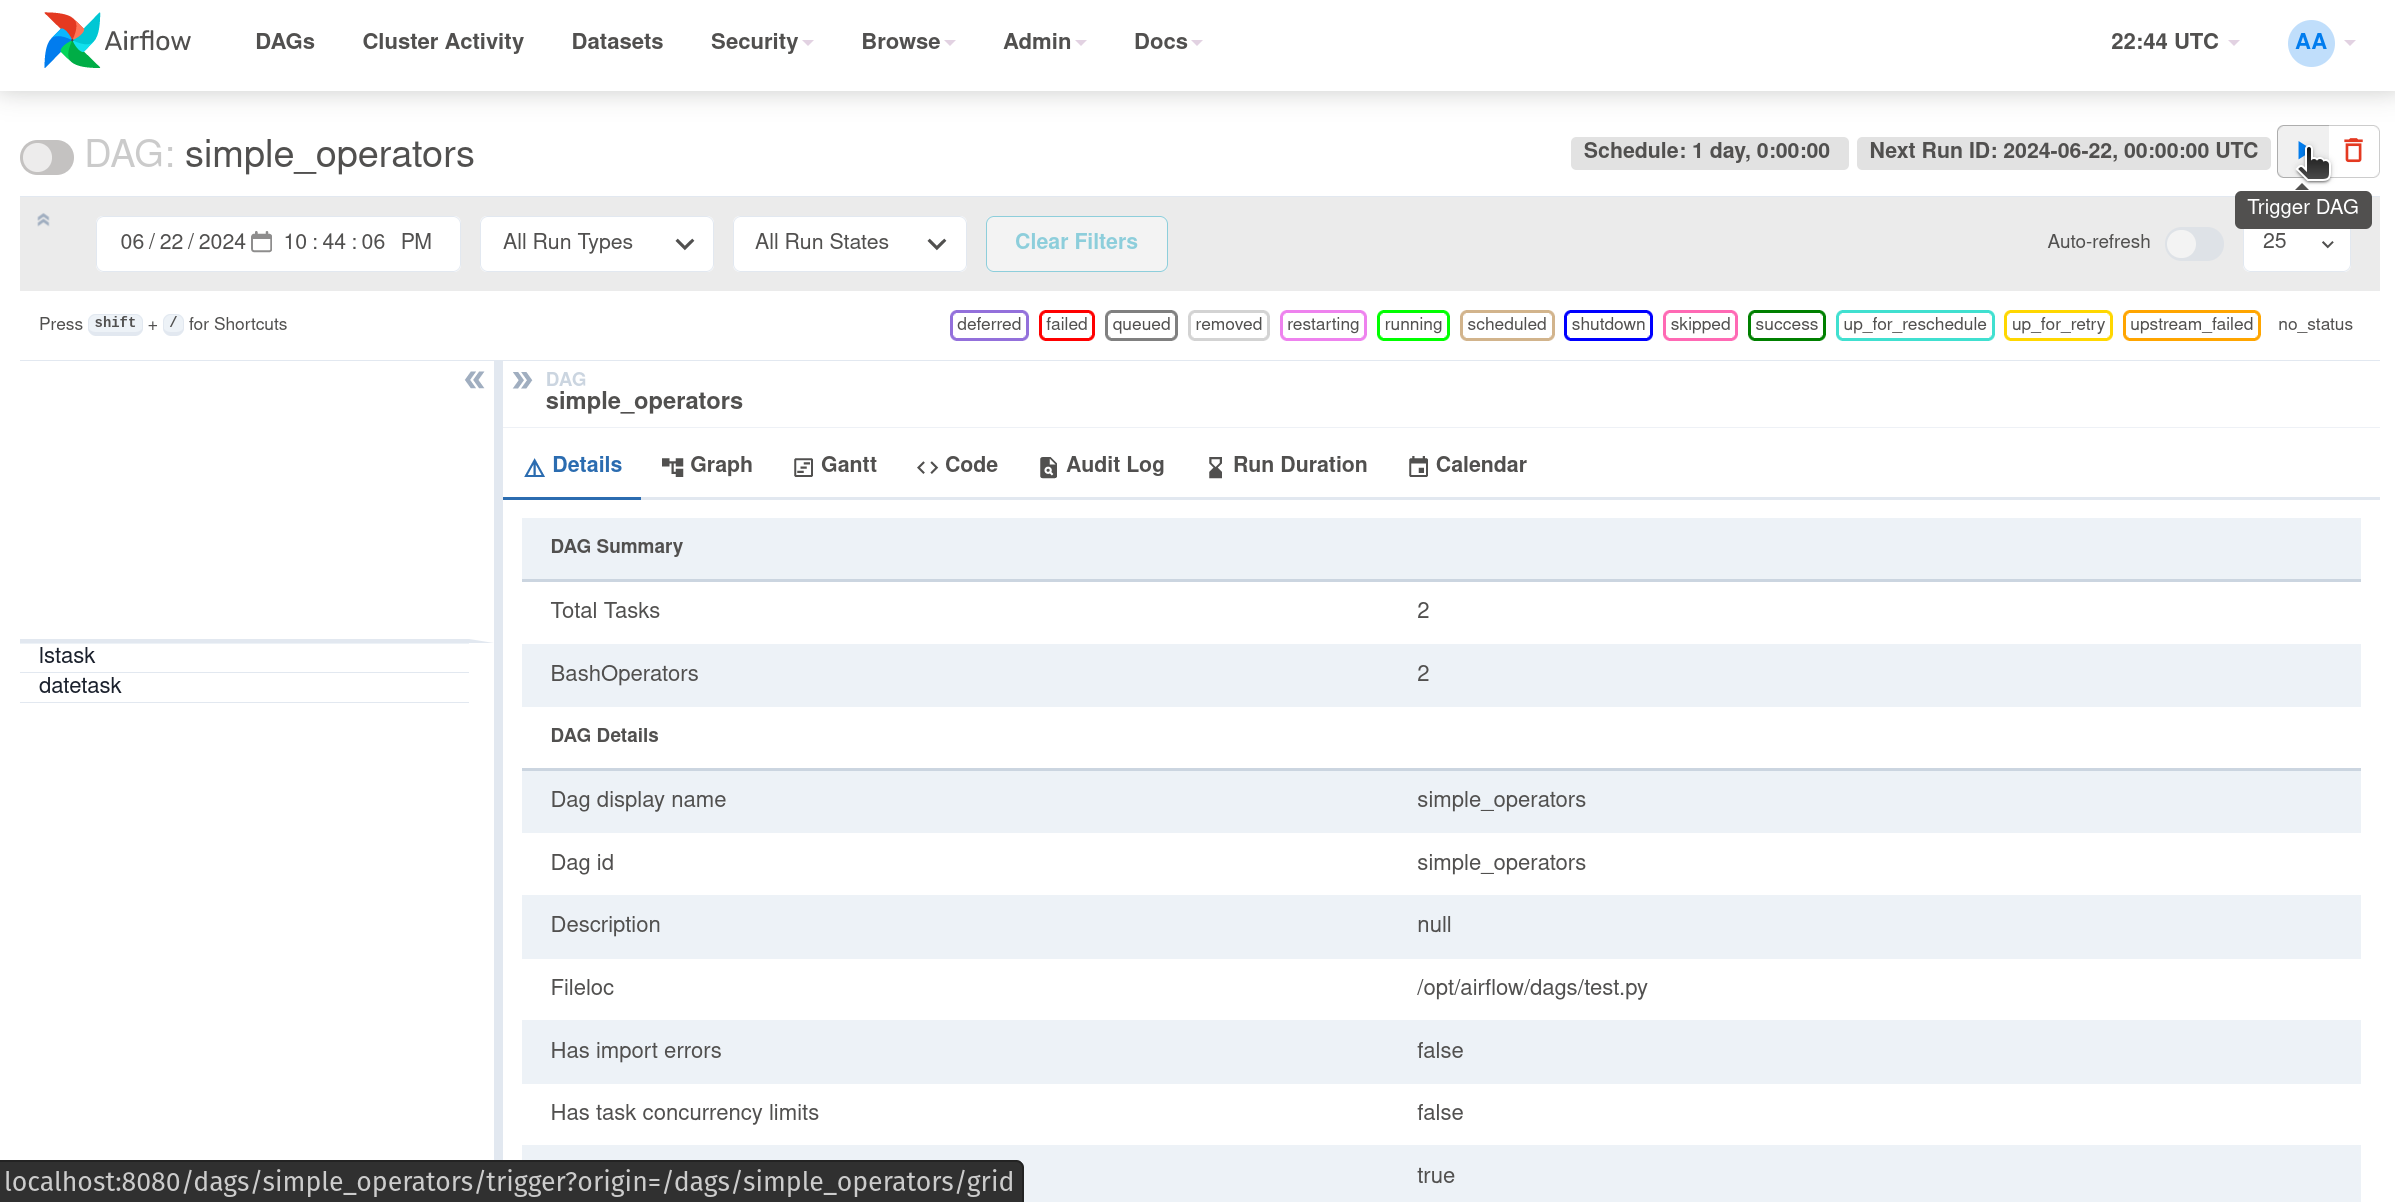 Airflow DAGs Cluster Activity Datasets Security Browse Admin Docs 22:44 UTC AA
DAG: simple_operators Schedule: 1 day, 0:00:00 Next Run ID: 2024-06-22, 00:00:00 UTC
Trigger DAG
06 / 22 / 2024 10 : 44 : 06 PM All Run Types All Run States Clear Filters Auto-refresh 25
Press shift + / for Shortcuts deferred failed queued removed restarting running scheduled shutdown skipped success up_for_reschedule up_for_retry upstream_failed no_status
DAG
simple_operators
Details Graph Gantt Code Audit Log Run Duration Calendar
DAG Summary
Total Tasks 2
lstask
datetask
BashOperators 2
DAG Details
Dag display name simple_operators
Dag id simple_operators
Description null
Fileloc /opt/airflow/dags/test.py
Has import errors false
Has task concurrency limits false
true
localhost:8080/dags/simple_operators/trigger?origin=/dags/simple_operators/grid